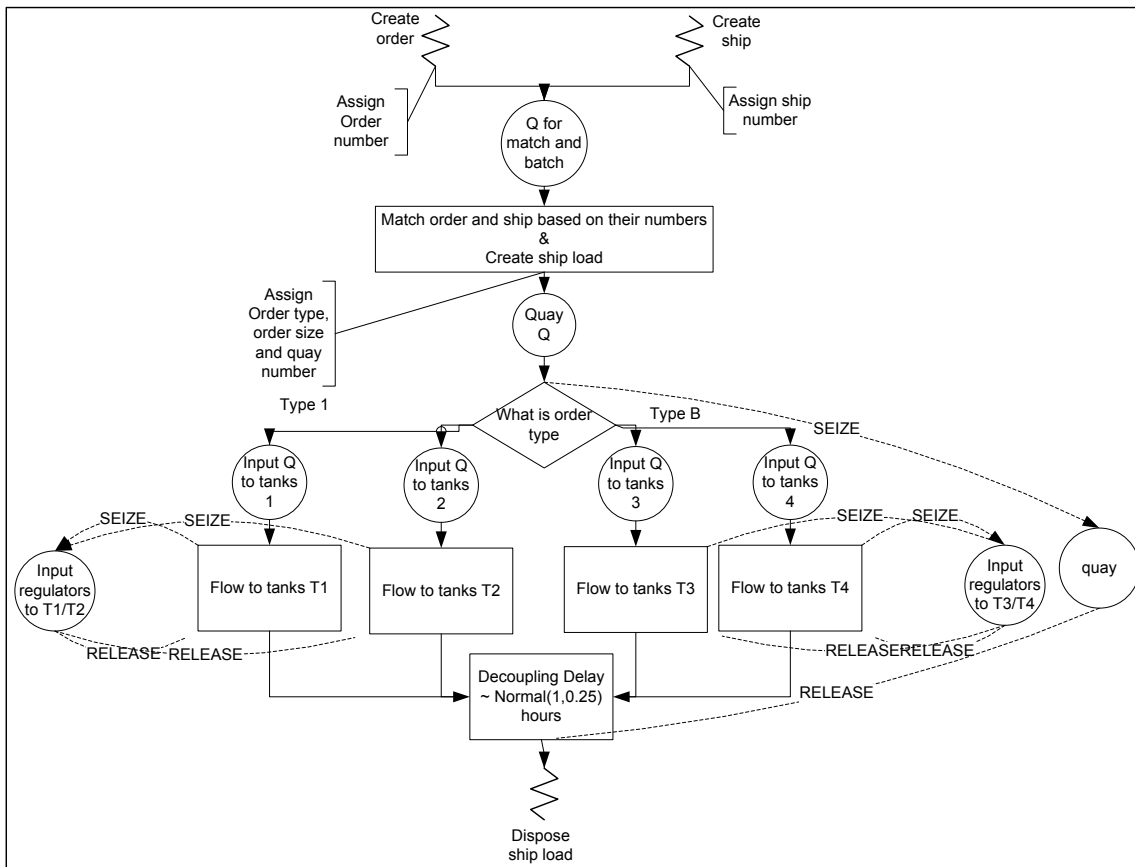 Create
order
Create
ship
Assign
Order
number
Assign ship
number
Q for
match and
batch
Match order and ship based on their numbers
&
Create ship load
Assign
Order type,
order size
and quay
number
Quay
Q
Type 1
What is order
type
Type B
SEIZE
Input Q
to tanks
1
Input Q
to tanks
2
Input Q
to tanks
3
Input Q
to tanks
4
SEIZE
SEIZE
SEIZE
SEIZE
Input
regulators
to T1/T2
Flow to tanks T1
Flow to tanks T2
Flow to tanks T3
Flow to tanks T4
Input
regulators
to T3/T4
quay
RELEASE
RELEASE
RELEASE
RELEASE
Decoupling Delay
~ Normal(1,0.25)
hours
RELEASE
Dispose
ship load